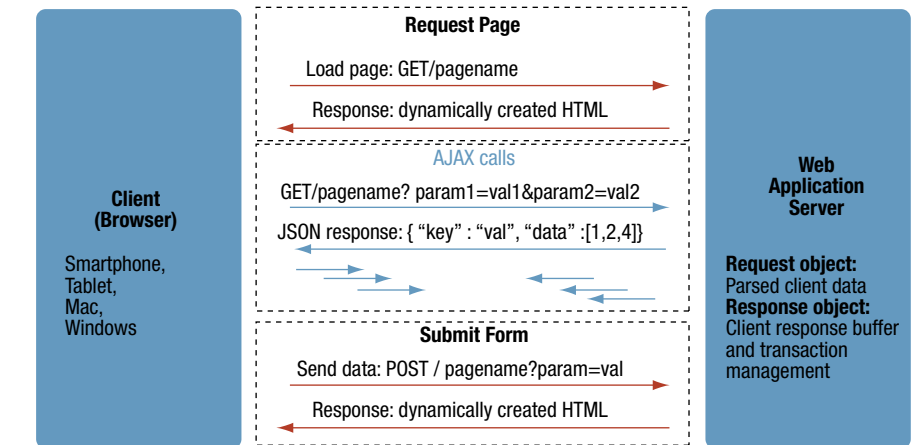 Client
(Browser)
Smartphone,
Tablet,
Mac,
Windows
Request Page
Load page: GET/pagename
Response: dynamically created HTML
AJAX calls
GET/pagename? param1=val1&param2=val2
JSON response: { “key” : “val”, “data” :[1,2,4]}
Submit Form
Send data: POST / pagename?param=val
Response: dynamically created HTML
Web
Application
Server
Request object:
Parsed client data
Response object:
Client response buffer
and transaction
management